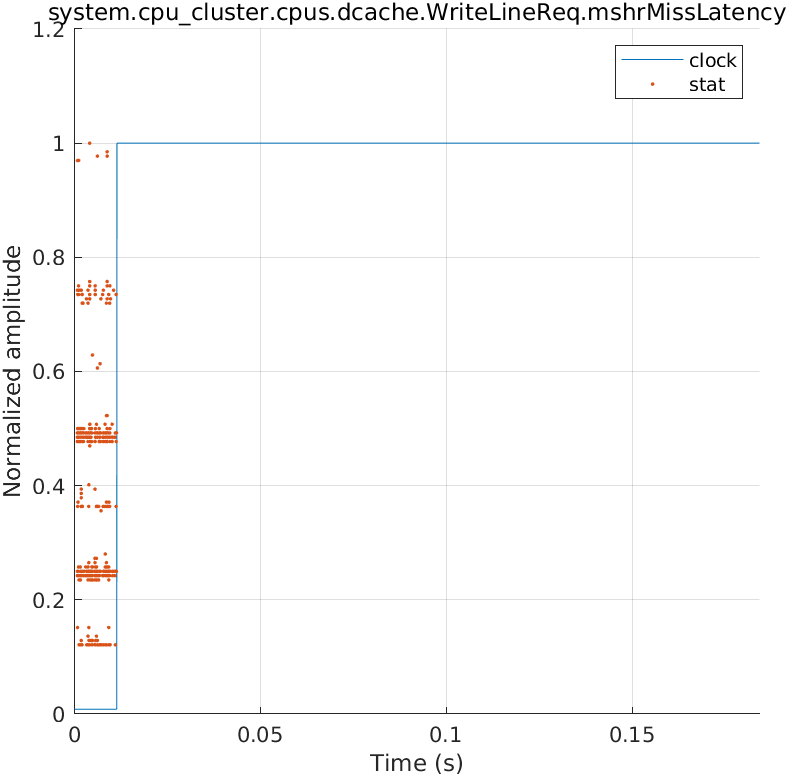 system.cpu_cluster.cpus.dcache.WriteLineReq.mshrMissLatency
1.2
clock
stat
1
0.8
0.6
0.4
0.2
0
Normalized amplitude
0 0.05 0.1 0.15
Time (s)